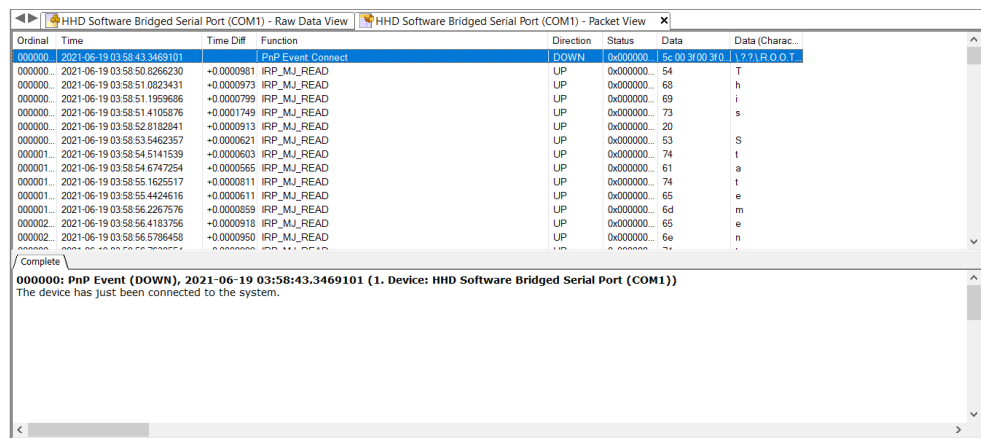 HHD Software Bridged Serial Port (COM1) - Raw Data View HHD Software Bridged Serial Port (COM1) - Packet View
Ordinal Time Time Diff Function Direction Status Data Data (Charac...
000000... 2021-06-19 03:58:43.3469101 PnP Event Connect DOWN 0x000000... 5c 00 3f 00 3f 0... \.?.?.\.R.O.O.T...
000000... 2021-06-19 03:58:50.8266230 +0.0000981 IRP_MJ_READ UP 0x000000... 54 T
000000... 2021-06-19 03:58:51.0823431 +0.0000973 IRP_MJ_READ UP 0x000000... 68 h
000000... 2021-06-19 03:58:51.1959686 +0.0000799 IRP_MJ_READ UP 0x000000... 69 i
000000... 2021-06-19 03:58:51.4105876 +0.0001749 IRP_MJ_READ UP 0x000000... 73 s
000000... 2021-06-19 03:58:52.8182841 +0.0000913 IRP_MJ_READ UP 0x000000... 20
000000... 2021-06-19 03:58:53.5462357 +0.0000621 IRP_MJ_READ UP 0x000000... 53 S
000001... 2021-06-19 03:58:54.5141539 +0.0000603 IRP_MJ_READ UP 0x000000... 74 t
000001... 2021-06-19 03:58:54.6747254 +0.0000565 IRP_MJ_READ UP 0x000000... 61 a
000001... 2021-06-19 03:58:55.1625517 +0.0000811 IRP_MJ_READ UP 0x000000... 74 t
000001... 2021-06-19 03:58:55.4424616 +0.0000611 IRP_MJ_READ UP 0x000000... 65 e
000001... 2021-06-19 03:58:56.2267576 +0.0000859 IRP_MJ_READ UP 0x000000... 6d m
000002... 2021-06-19 03:58:56.4183756 +0.0000918 IRP_MJ_READ UP 0x000000... 65 e
000002... 2021-06-19 03:58:56.5786458 +0.0000950 IRP_MJ_READ UP 0x000000... 6e n
Complete
000000: PnP Event (DOWN), 2021-06-19 03:58:43.3469101 (1. Device: HHD Software Bridged Serial Port (COM1))
The device has just been connected to the system.